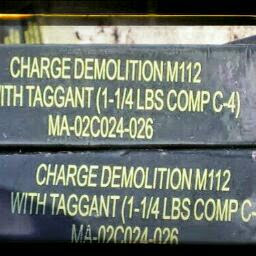 CHARGE DEMOLITION M112
WITH TAGGANT (1-1/4 LBS COMP C-4)
MA-02C024-026
CHARGE DEMOLITION M112
WITH TAGGANT (1-1/4 LBS COMP C-
MA-02C024-026